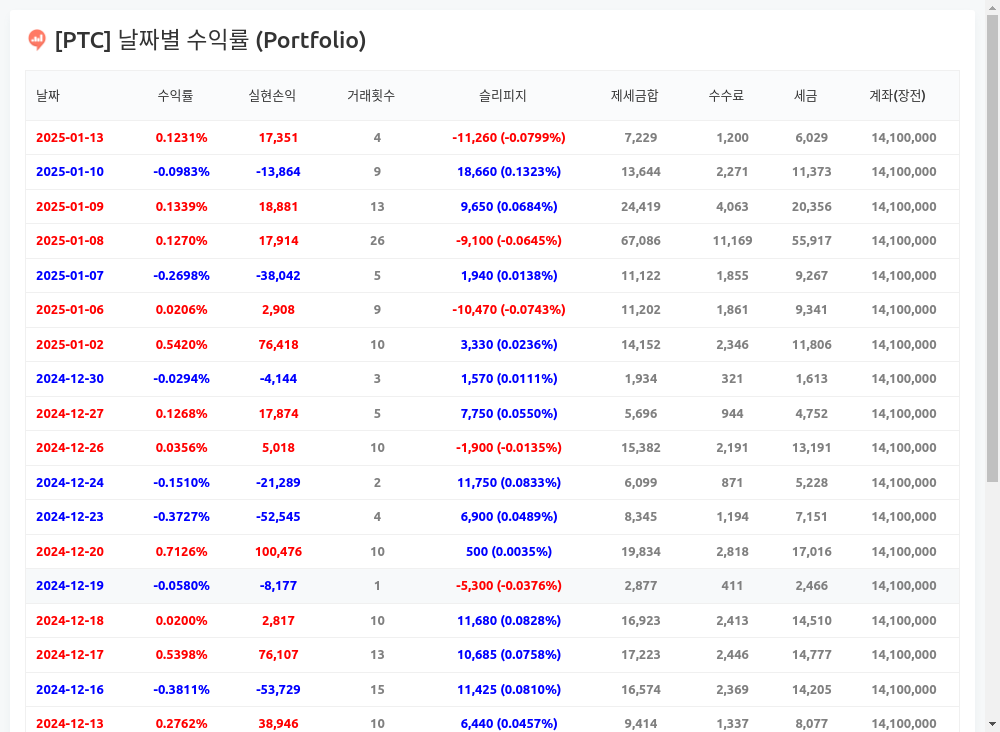 [PTC] 날짜별 수익률 (Portfolio)
날짜 수익률 실현손익 거래횟수 슬리피지 제세금합 수수료 세금 계좌(장전)
2025-01-13 0.1231% 17,351 4 -11,260 (-0.0799%) 7,229 1,200 6,029 14,100,000
2025-01-10 -0.0983% -13,864 9 18,660 (0.1323%) 13,644 2,271 11,373 14,100,000
2025-01-09 0.1339% 18,881 13 9,650 (0.0684%) 24,419 4,063 20,356 14,100,000
2025-01-08 0.1270% 17,914 26 -9,100 (-0.0645%) 67,086 11,169 55,917 14,100,000
2025-01-07 -0.2698% -38,042 5 1,940 (0.0138%) 11,122 1,855 9,267 14,100,000
2025-01-06 0.0206% 2,908 9 -10,470 (-0.0743%) 11,202 1,861 9,341 14,100,000
2025-01-02 0.5420% 76,418 10 3,330 (0.0236%) 14,152 2,346 11,806 14,100,000
2024-12-30 -0.0294% -4,144 3 1,570 (0.0111%) 1,934 321 1,613 14,100,000
2024-12-27 0.1268% 17,874 5 7,750 (0.0550%) 5,696 944 4,752 14,100,000
2024-12-26 0.0356% 5,018 10 -1,900 (-0.0135%) 15,382 2,191 13,191 14,100,000
2024-12-24 -0.1510% -21,289 2 11,750 (0.0833%) 6,099 871 5,228 14,100,000
2024-12-23 -0.3727% -52,545 4 6,900 (0.0489%) 8,345 1,194 7,151 14,100,000
2024-12-20 0.7126% 100,476 10 500 (0.0035%) 19,834 2,818 17,016 14,100,000
2024-12-19 -0.0580% -8,177 1 -5,300 (-0.0376%) 2,877 411 2,466 14,100,000
2024-12-18 0.0200% 2,817 10 11,680 (0.0828%) 16,923 2,413 14,510 14,100,000
2024-12-17 0.5398% 76,107 13 10,685 (0.0758%) 17,223 2,446 14,777 14,100,000
2024-12-16 -0.3811% -53,729 15 11,425 (0.0810%) 16,574 2,369 14,205 14,100,000
2024-12-13 0.2762% 38,946 10 6,440 (0.0457%) 9,414 1,337 8,077 14,100,000